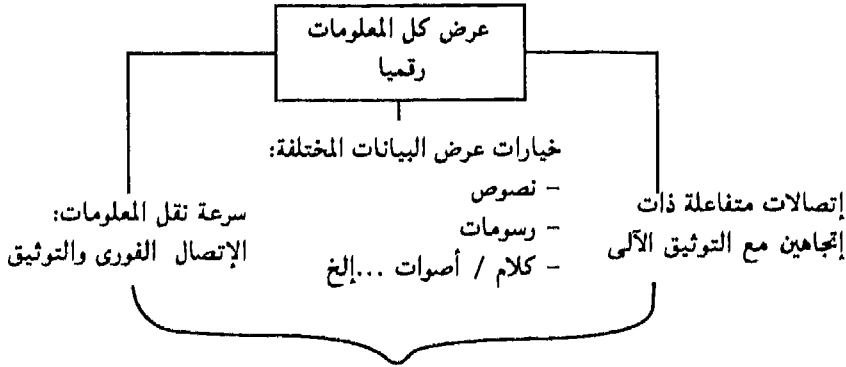 عرض كل المعلومات
رقميا
إتصالات متفاعلة ذات
إتجاهين مع التوثيق الآلى
خيارات عرض البيانات المختلفة:
– نصوص
– رسومات
– كلام / أصوات ...إلخ
سرعة نقل المعلومات:
الإتصال الفورى والتوثيق